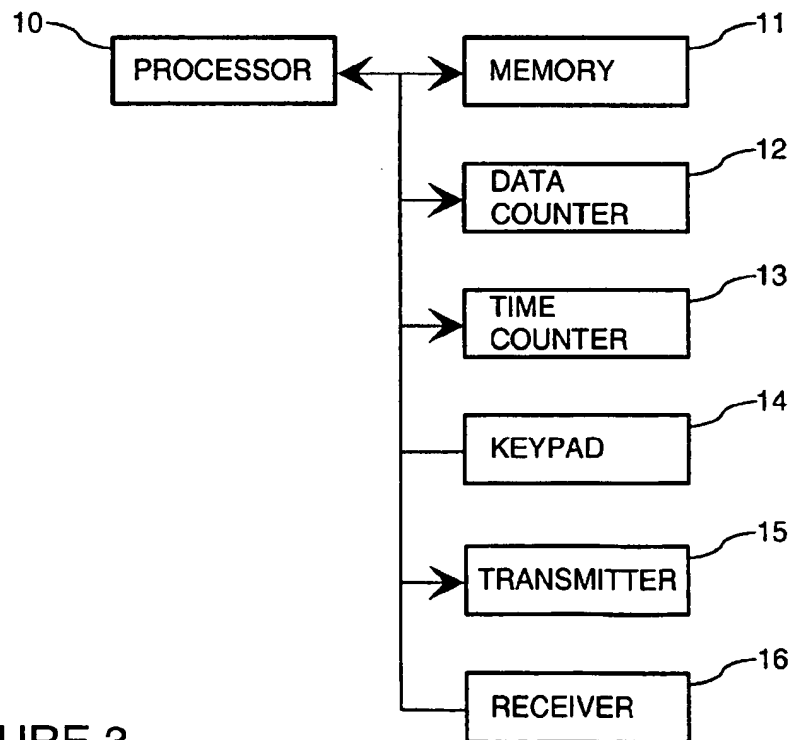 10
PROCESSOR
MEMORY
11
DATA
COUNTER
12
TIME
COUNTER
13
KEYPAD
14
TRANSMITTER
15
RECEIVER
16